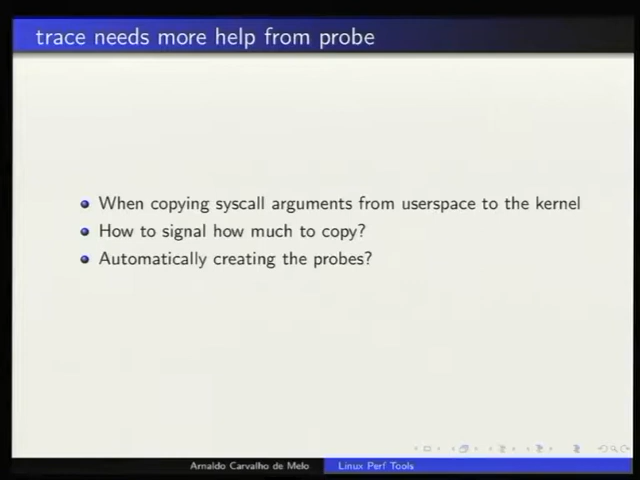 trace needs more help from probe
When copying syscall arguments from userspace to the kernel
How to signal how much to copy?
Automatically creating the probes?
Arnaldo Carvalho de Melo
Linux Perf Tools